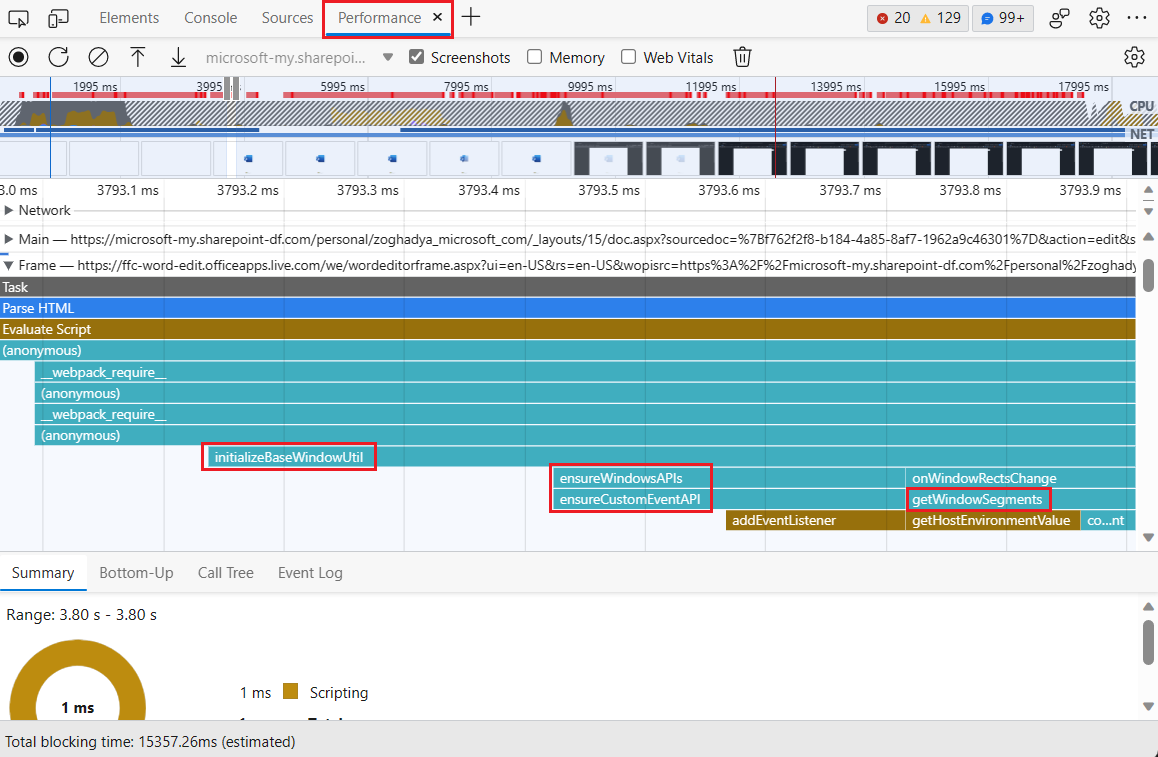 Elements Console Sources Performance × 20 129 99+
microsoft-my.sharepoi... Screenshots Memory Web Vitals
1995 ms 3995 5995 ms 7995 ms 9995 ms 11995 ms 13995 ms 15995 ms 17995 ms
CPU
NET
3.0 ms 3793.1 ms 3793.2 ms 3793.3 ms 3793.4 ms 3793.5 ms 3793.6 ms 3793.7 ms 3793.8 ms 3793.9 ms
Network
Main — https://microsoft-my.sharepoint-df.com/personal/zoghadya_microsoft_com/_layouts/15/doc.aspx?sourcedoc=%7Bf762f2f8-b184-4a85-8af7-1962a9c46301%7D&action=edit&s
Frame — https://ffc-word-edit.officeapps.live.com/we/wordeditorframe.aspx?ui=en-US&rs=en-US&wopisrc=https%3A%2F%2Fmicrosoft-my.sharepoint-df.com%2Fpersonal%2Fzoghady
Task
Parse HTML
Evaluate Script
(anonymous)
__webpack_require__
(anonymous)
__webpack_require__
(anonymous)
initializeBaseWindowUtil
ensureWindowsAPIs onWindowRectsChange
ensureCustomEventAPI getWindowSegments
addEventListener getHostEnvironmentValue co...nt
Summary Bottom-Up Call Tree Event Log
Range: 3.80 s - 3.80 s
1 ms 1 ms Scripting
Total blocking time: 15357.26ms (estimated)